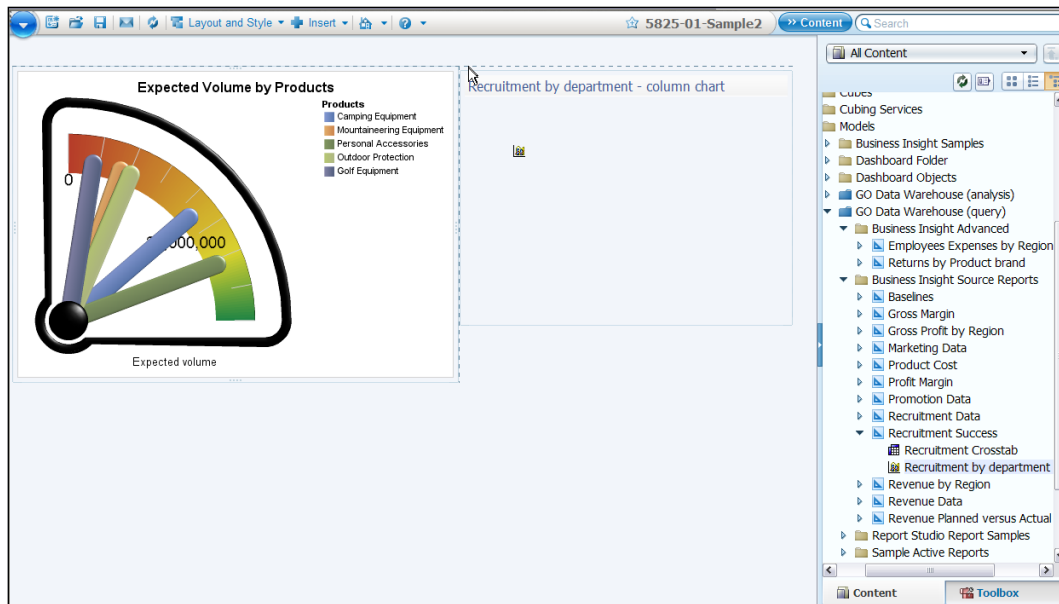 Layout and Style Insert 5825-01-Sample2 Content Search
All Content
Expected Volume by Products
Products
Camping Equipment
Mountaineering Equipment
Personal Accessories
Outdoor Protection
Golf Equipment
0
000,000
Expected volume
Recruitment by department - column chart
Cubes
Cubing Services
Models
Business Insight Samples
Dashboard Folder
Dashboard Objects
GO Data Warehouse (analysis)
GO Data Warehouse (query)
Business Insight Advanced
Employees Expenses by Region
Returns by Product brand
Business Insight Source Reports
Baselines
Gross Margin
Gross Profit by Region
Marketing Data
Product Cost
Profit Margin
Promotion Data
Recruitment Data
Recruitment Success
Recruitment Crosstab
Recruitment by department
Revenue by Region
Revenue Data
Revenue Planned versus Actual
Report Studio Report Samples
Sample Active Reports
Content Toolbox